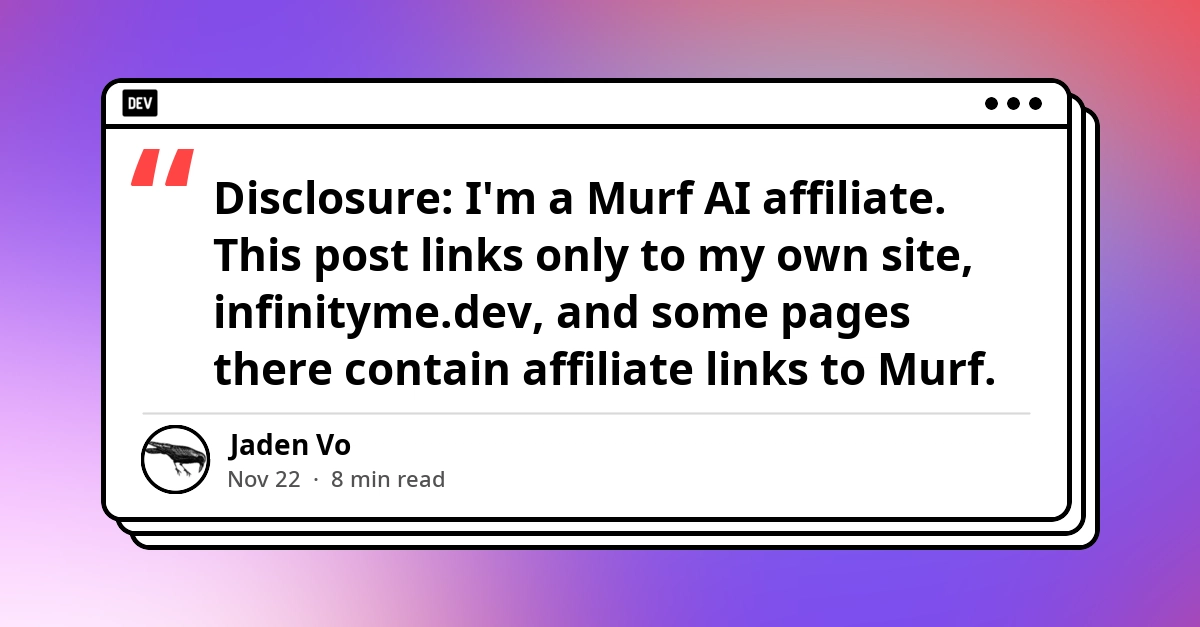 DEV
“
Disclosure: I'm a Murf AI affiliate.
This post links only to my own site,
infinityme.dev, and some pages
there contain affiliate links to Murf.
Jaden Vo
Nov 22 · 8 min read